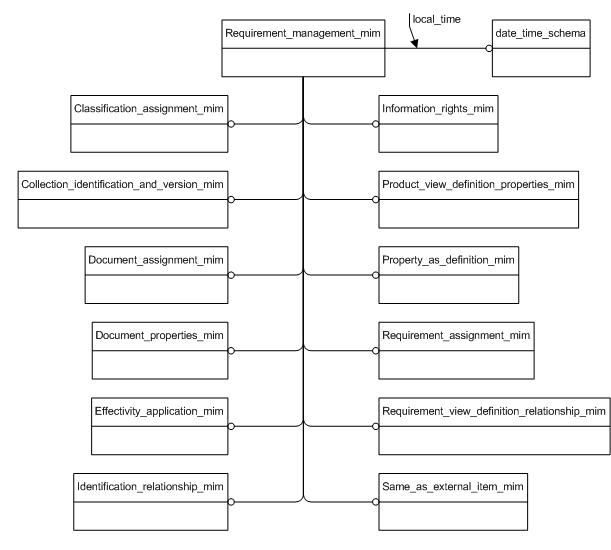 local_time
Requirement_management_mim
date_time_schema
Classification_assignment_mim
Information_rights_mim
Collection_identification_and_version_mim
Product_view_definition_properties_mim
Document_assignment_mim
Property_as_definition_mim
Document_properties_mim
Requirement_assignment_mim
Effectivity_application_mim
Requirement_view_definition_relationship_mim
Identification_relationship_mim
Same_as_external_item_mim